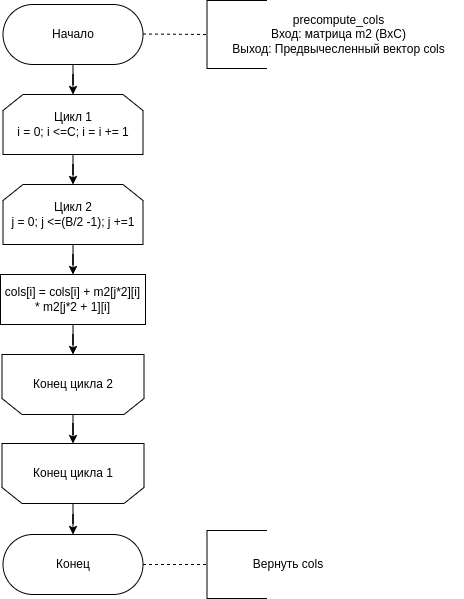 Начало
precompute_cols
Вход: матрица m2 (BxC)
Выход: Предвычесленный вектор cols
Цикл 1
i = 0; i <=C; i = i += 1
Цикл 2
j = 0; j <=(B/2 -1); j +=1
cols[i] = cols[i] + m2[j*2][i]
* m2[j*2 + 1][i]
Конец цикла 2
Конец цикла 1
Конец
Вернуть cols